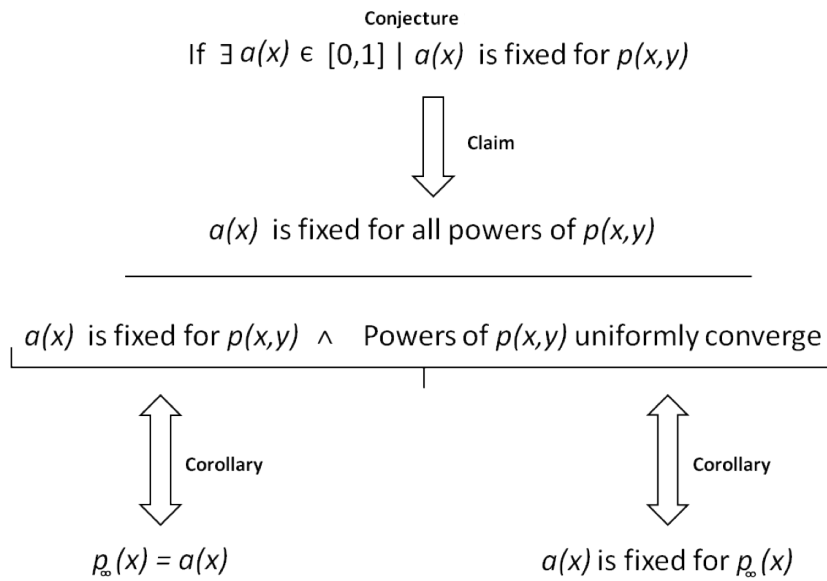 Conjecture
If ∃ a(x) ϵ [0,1] | a(x) is fixed for p(x,y)
Claim
a(x) is fixed for all powers of p(x,y)
a(x) is fixed for p(x,y) ∧ Powers of p(x,y) uniformly converge
Corollary Corollary
p∞(x) = a(x) a(x) is fixed for p∞(x)